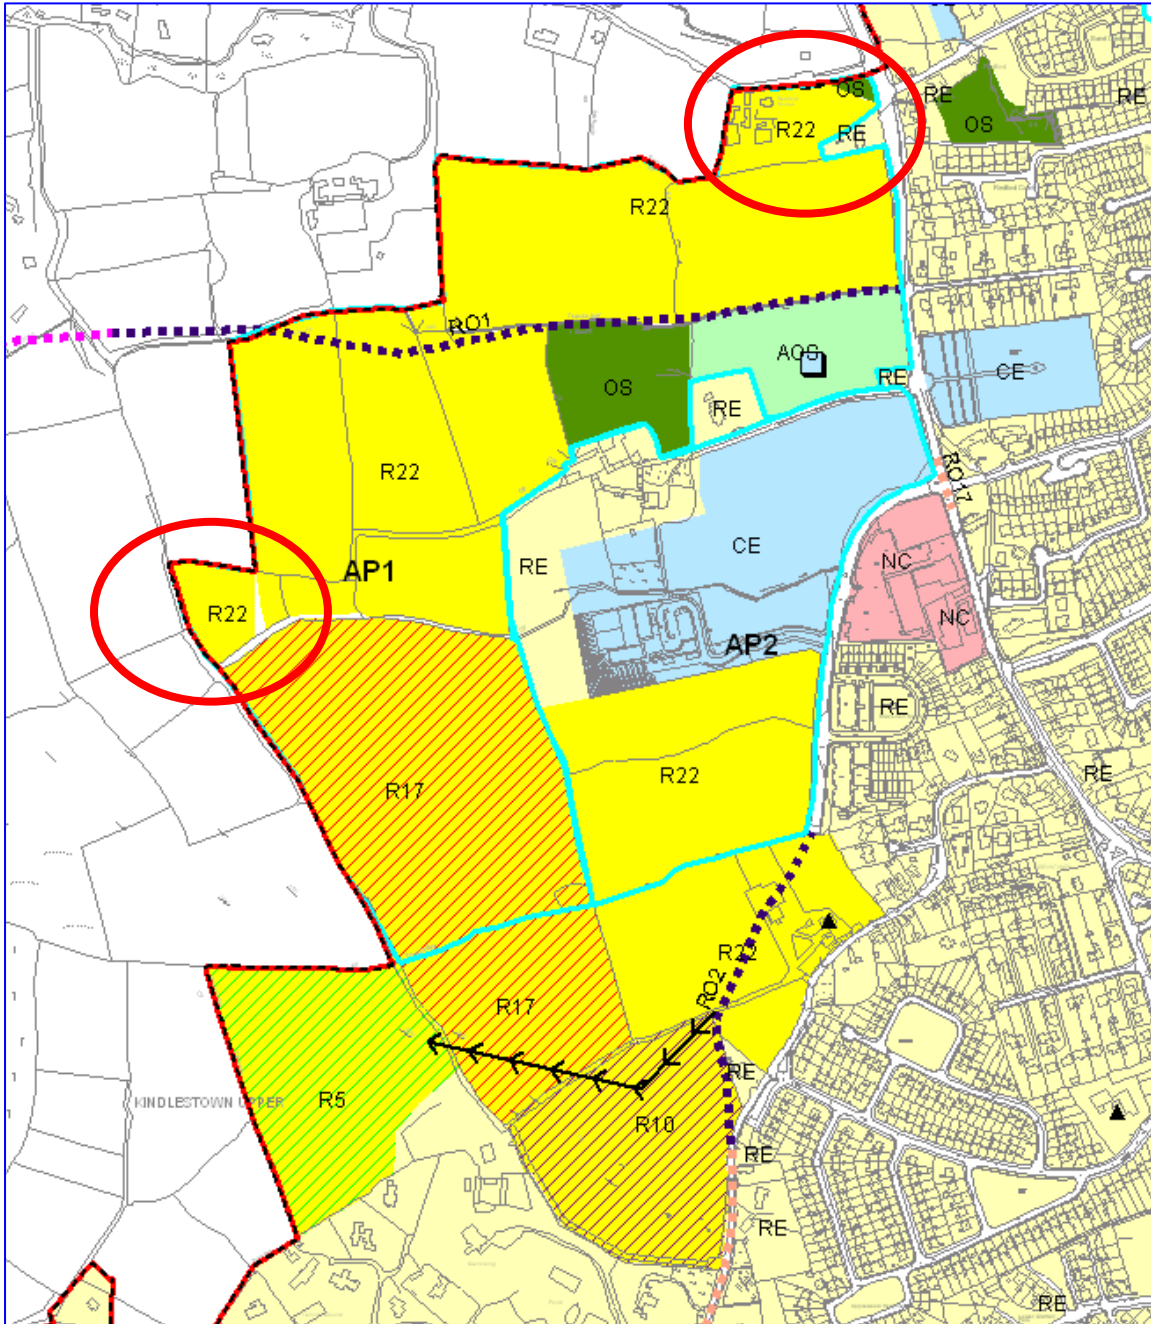 OS
RE
RE
OS
R22
RE
R22
RO1
AOS
CE
OS
RE
RE
R22
RO17
CE
NC
RE
AP1
R22
NC
AP2
RE
R22
RE
R17
R22
RO2
R17
RE
R5
KINDLESTOWN UPPER
R10
RE
RE
RE